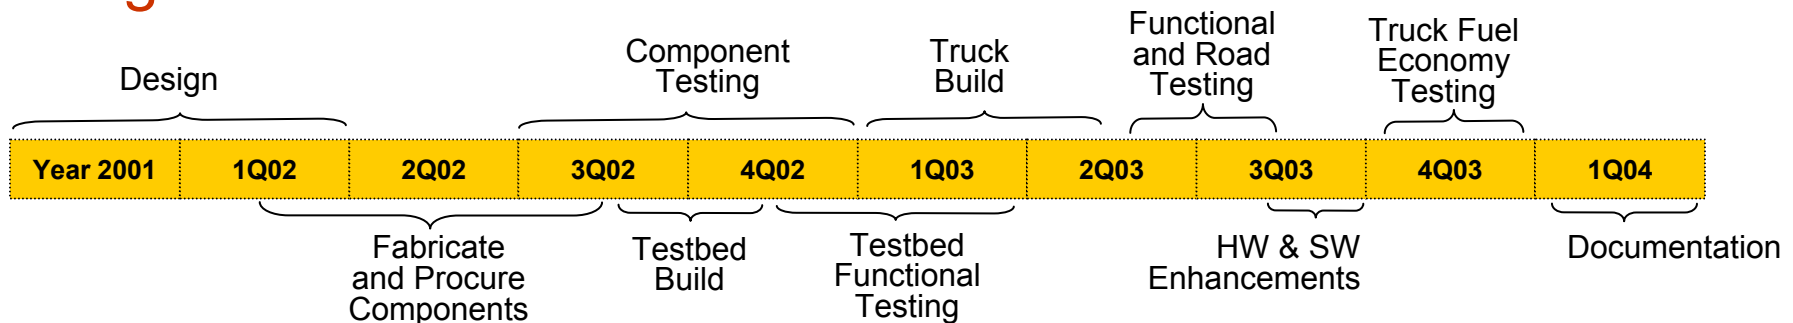 Design
Component
Testing
Truck
Build
Functional
and Road
Testing
Truck Fuel
Economy
Testing
Year 2001
1Q02
2Q02
3Q02
4Q02
1Q03
2Q03
3Q03
4Q03
1Q04
Fabricate
and Procure
Components
Testbed
Build
Testbed
Functional
Testing
HW & SW
Enhancements
Documentation